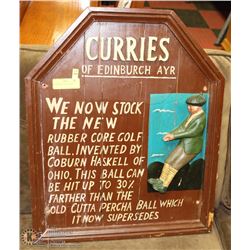 CURRIES
OF EDINBURGH AYR
WE NOW STOCK
THE NEW
RUBBER CORE GOLF
BALL. INVENTED BY
COBURN HASKELL OF
OHIO, THIS BALL CAN
BE HIT UP TO 30%
FARTHER THAN THE
OLD GUTTA PERCHA BALL WHICH
IT NOW SUPERSEDES